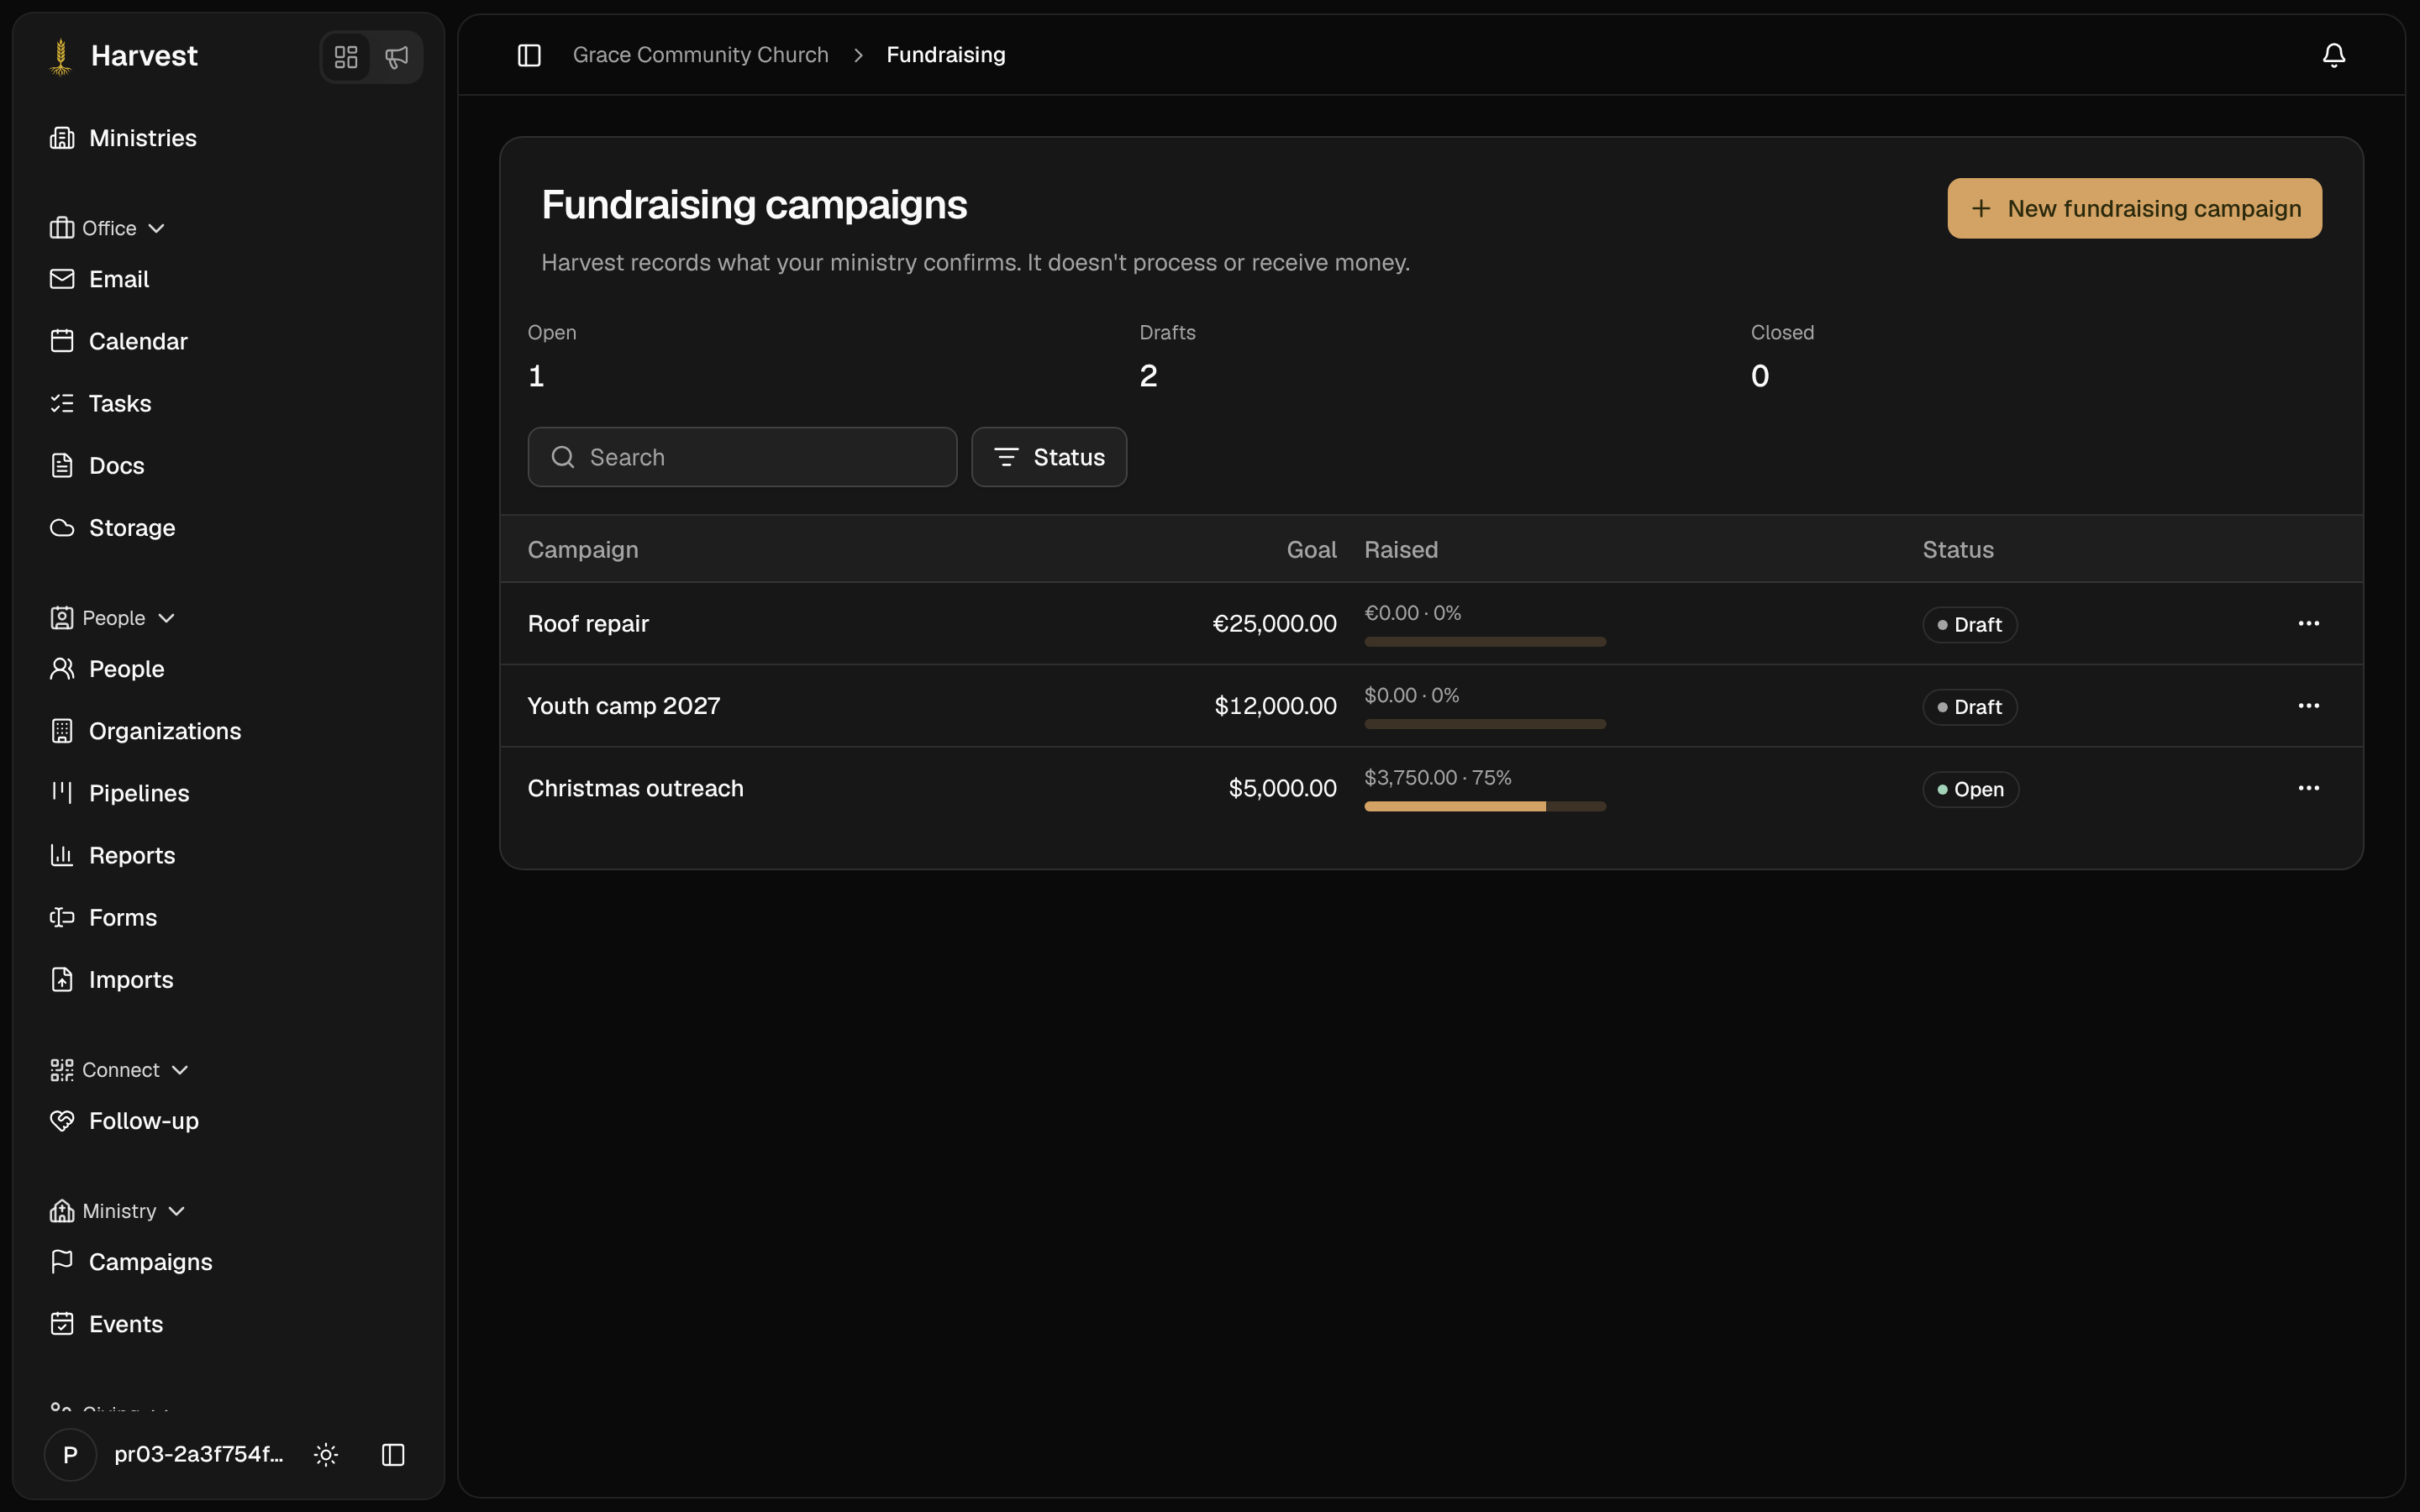 Harvest
Ministries
Office
Email
Calendar
Tasks
Docs
Storage
People
People
Organizations
Pipelines
Reports
Forms
Imports
Connect
Follow-up
Ministry
Campaigns
Events
P
pr03-2a3f754f...
Grace Community Church > Fundraising
Fundraising campaigns
New fundraising campaign
Harvest records what your ministry confirms. It doesn't process or receive money.
Open Drafts Closed
1 2 0
Search Status
Campaign Goal Raised Status
Roof repair €25,000.00 €0.00 · 0% Draft
Youth camp 2027 $12,000.00 $0.00 · 0% Draft
Christmas outreach $5,000.00 $3,750.00 · 75% Open